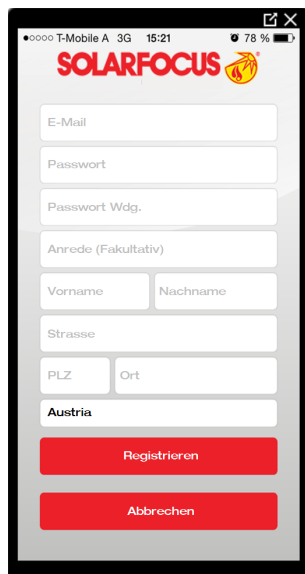 T-Mobile A 3G 15:21 78 %
SOLARFOCUS
E-Mail
Passwort
Passwort Wdg.
Anrede (Fakultativ)
Vorname Nachname
Strasse
PLZ Ort
Austria
Registrieren
Abbrechen